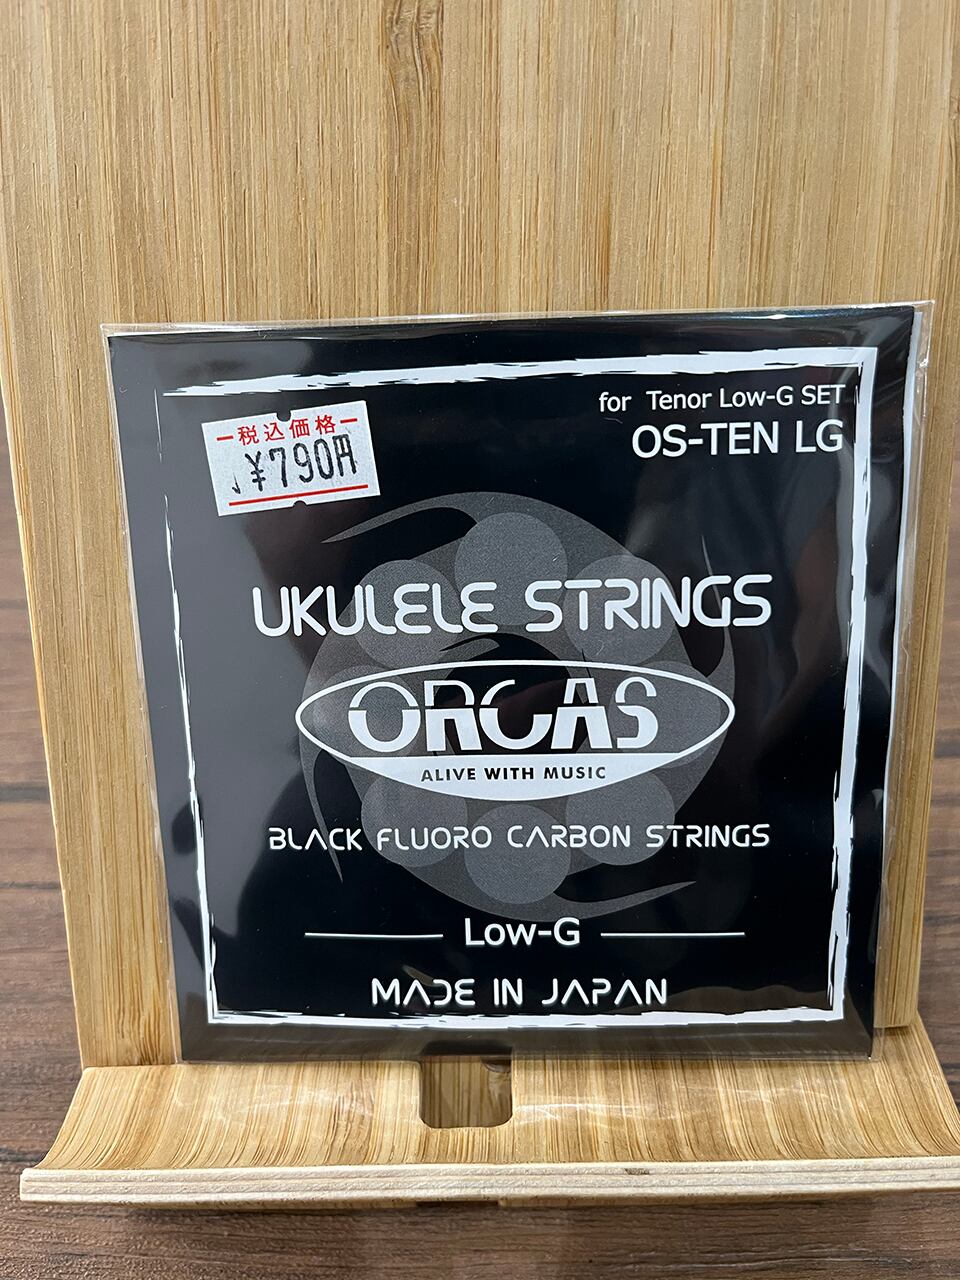 for Tenor Low-G SET
OS-TEN LG
税込価格
¥790円
UKULELE STRINGS
ORCAS
ALIVE WITH MUSIC
BLACK FLUORO CARBON STRINGS
Low-G
MADE IN JAPAN